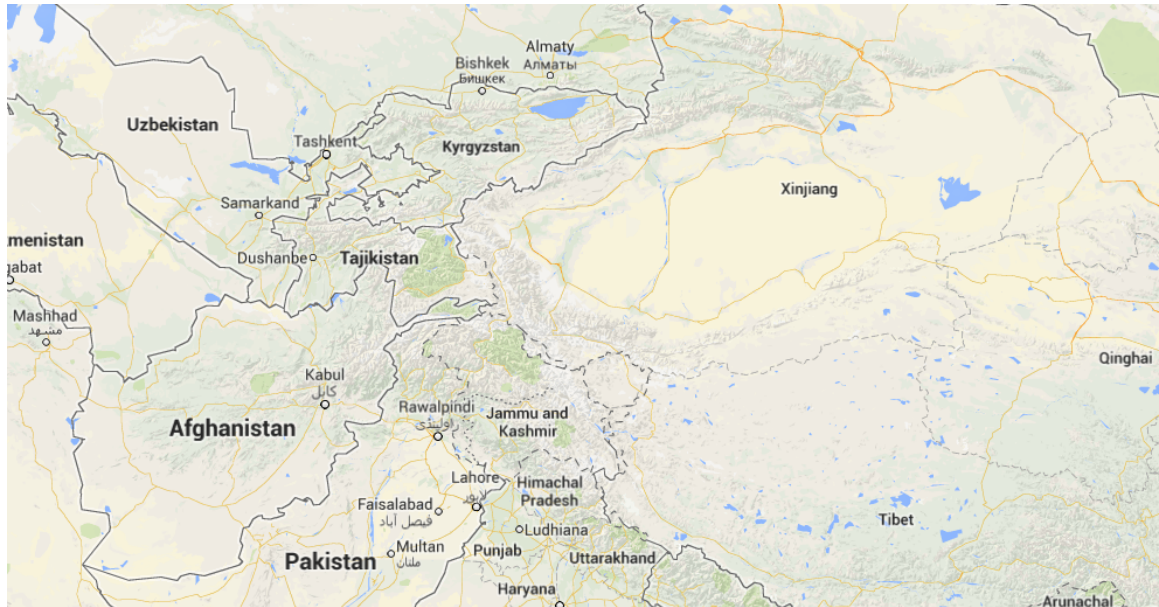 Almaty
Алматы
Bishkek
Бишкек
Uzbekistan
Tashkent
Kyrgyzstan
Xinjiang
Samarkand
menistan
Dushanbe
Tajikistan
gabat
Mashhad
مشهد
Qinghai
Kabul
کابل
Rawalpindi
راولپنڈی
Jammu and
Kashmir
Afghanistan
Lahore
لاہور
Himachal
Pradesh
Faisalabad
فیصل آباد
Tibet
Ludhiana
Multan
ملتان
Punjab
Pakistan
Uttarakhand
Haryana
Arunachal